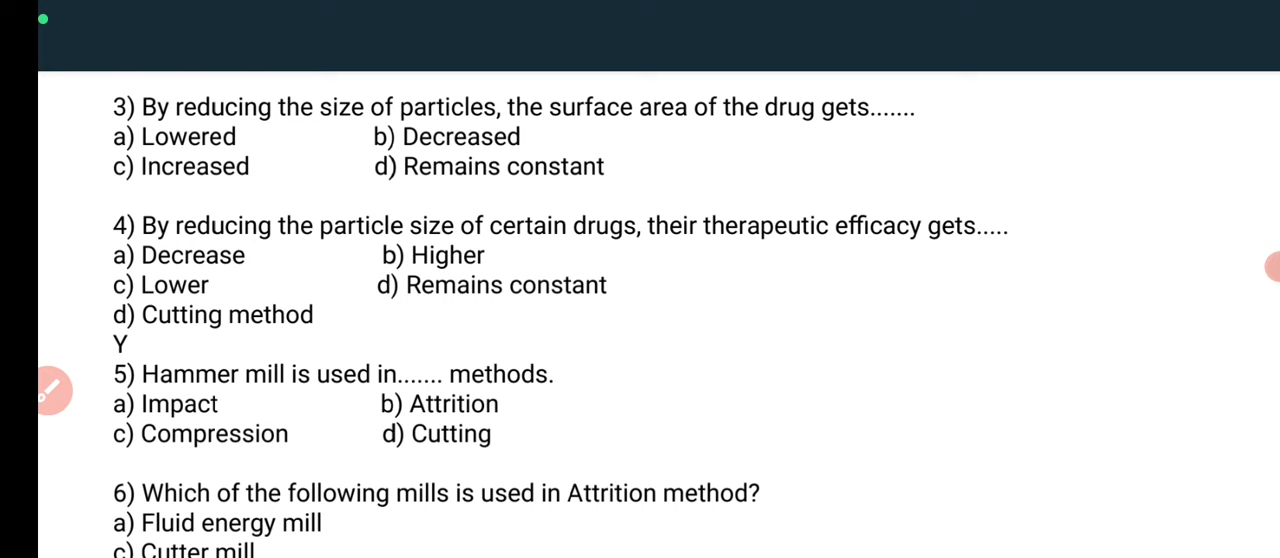 3) By reducing the size of particles, the surface area of the drug gets.......
a) Lowered b) Decreased
c) Increased d) Remains constant
4) By reducing the particle size of certain drugs, their therapeutic efficacy gets.....
a) Decrease b) Higher
c) Lower d) Remains constant
d) Cutting method
Y
5) Hammer mill is used in....... methods.
a) Impact b) Attrition
c) Compression d) Cutting
6) Which of the following mills is used in Attrition method?
a) Fluid energy mill
c) Cutter mill